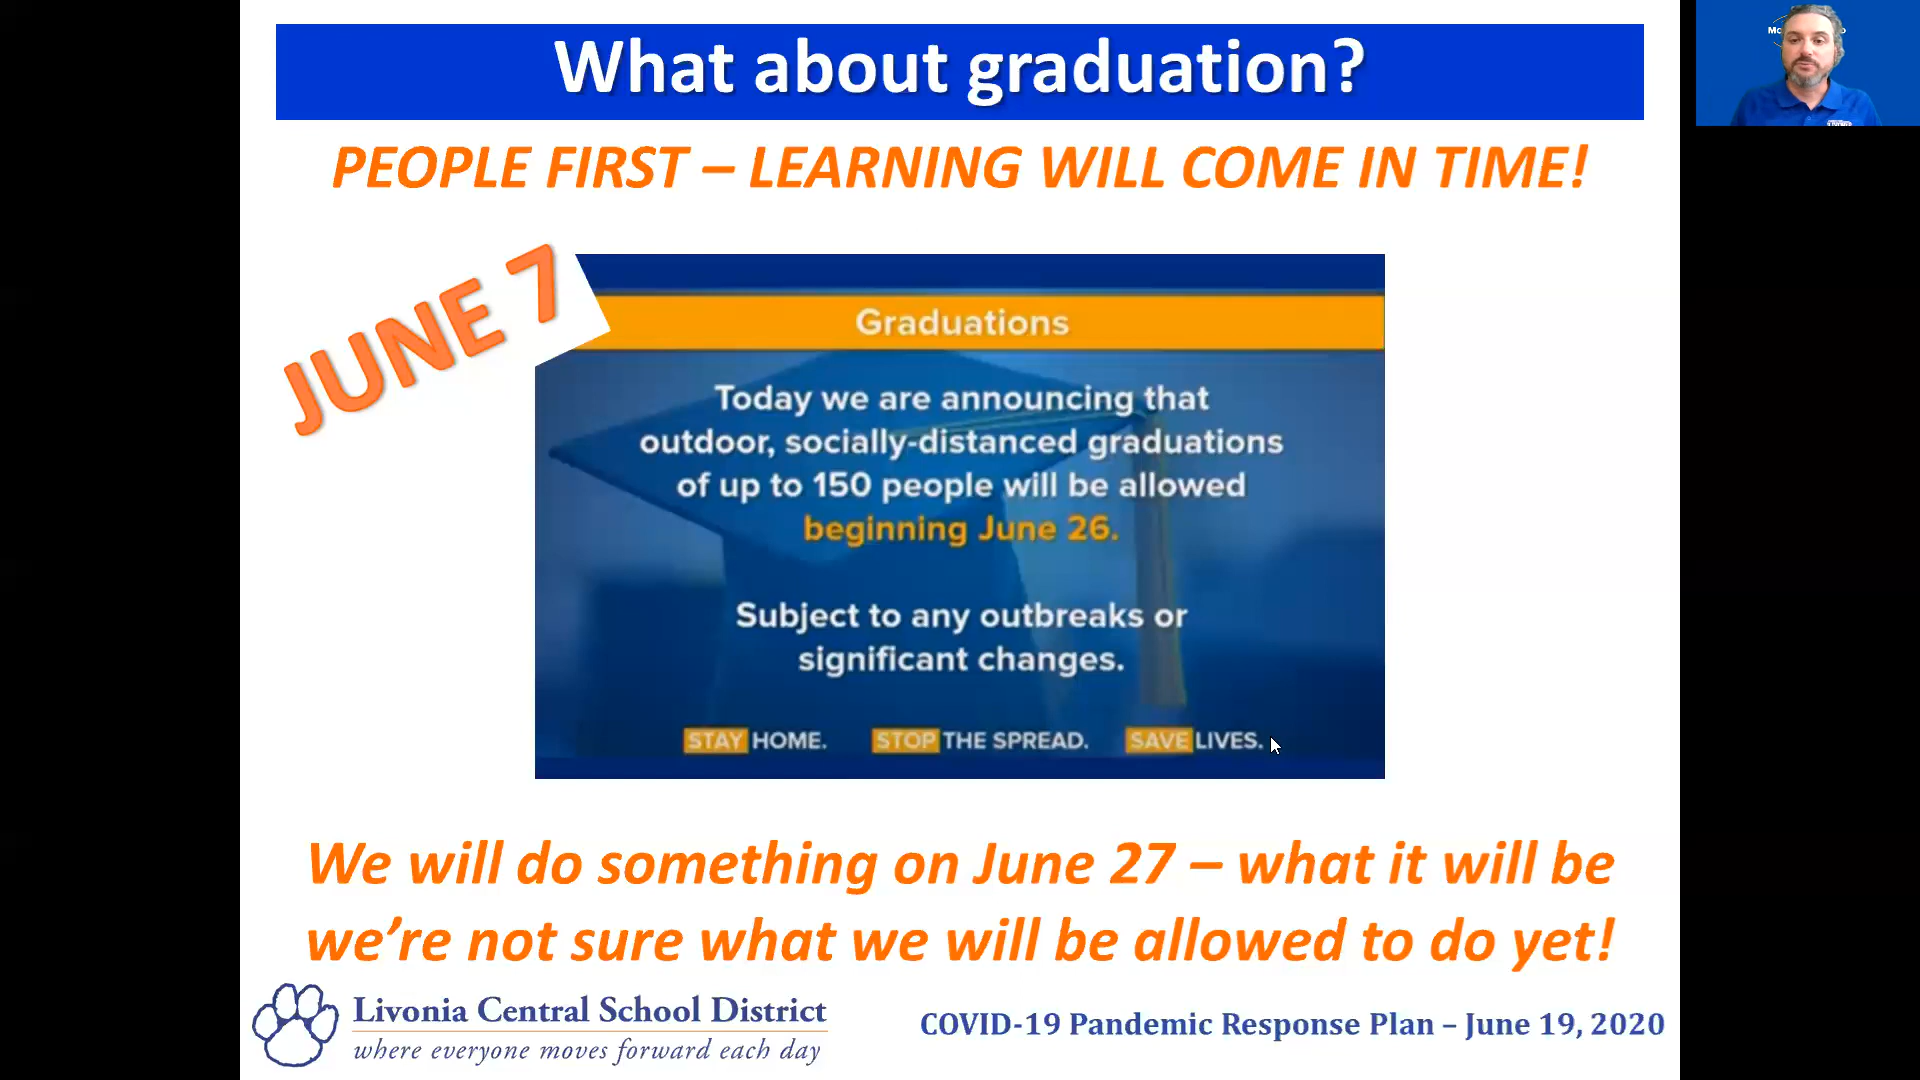 What about graduation?
PEOPLE FIRST – LEARNING WILL COME IN TIME!
JUNE 7
Graduations
Today we are announcing that
outdoor, socially-distanced graduations
of up to 150 people will be allowed
beginning June 26.
Subject to any outbreaks or
significant changes.
STAY HOME. STOP THE SPREAD. SAVE LIVES.
We will do something on June 27 – what it will be
we’re not sure what we will be allowed to do yet!
Livonia Central School District
where everyone moves forward each day
COVID-19 Pandemic Response Plan – June 19, 2020